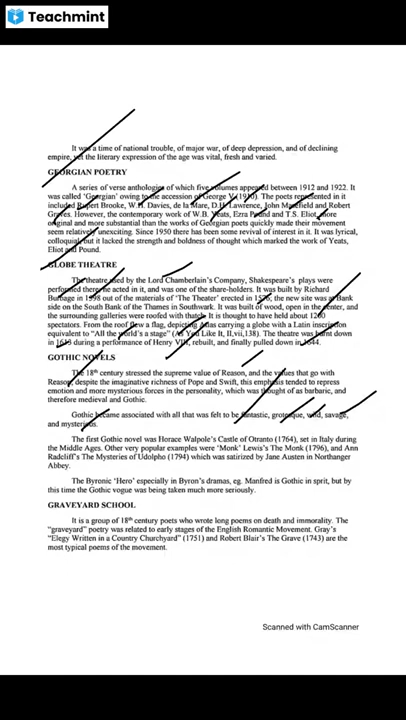 Teachmint
It was a time of national trouble, of major war, of deep depression, and of declining
empire, yet the literary expression of the age was vital, fresh and varied.
GEORGIAN POETRY
A series of verse anthologies of which five volumes appeared between 1912 and 1922. It
was called 'Georgian' owing to the accession of George V (1910). The poets represented in it
included Rupert Brooke, W.H. Davies, de la Mare, D.H. Lawrence, John Masefield and Robert
Graves. However, the contemporary work of W.B. Yeats, Ezra Pound and T.S. Eliot, more
original and more substantial than the works of Georgian poets quickly made their movement
seem relatively unexciting. Since 1950 there has been some revival of interest in it. It was lyrical,
colloquial, but it lacked the strength and boldness of thought which marked the work of Yeats,
Eliot and Pound.
GLOBE THEATRE
The theatre used by the Lord Chamberlain's Company, Shakespeare's plays were
performed there, he acted in it, and was one of the share-holders. It was built by Richard
Burbage in 1598 out of the materials of 'The Theater' erected in 1576, the new site was at Bank
side on the South Bank of the Thames in Southwark. It was built of wood, open in the center, and
the surrounding galleries were roofed with thatch. It is thought to have held about 1200
spectators. From the roof flew a flag, depicting Atlas carrying a globe with a Latin inscription
equivalent to "All the world's a stage" (As You Like It, II,vii,138). The theatre was burnt down
in 1613 during a performance of Henry VIII, rebuilt, and finally pulled down in 1644.
GOTHIC NOVELS
The 18th century stressed the supreme value of Reason, and the values that go with
Reason, despite the imaginative richness of Pope and Swift, this emphasis tended to repress
emotion and more mysterious forces in the personality, which was thought of as barbaric, and
therefore medieval and Gothic.
Gothic became associated with all that was felt to be fantastic, grotesque, wild, savage,
and mysterious.
The first Gothic novel was Horace Walpole's Castle of Otranto (1764), set in Italy during
the Middle Ages. Other very popular examples were 'Monk' Lewis's The Monk (1796), and Ann
Radcliff's The Mysteries of Udolpho (1794) which was satirized by Jane Austen in Northanger
Abbey.
The Byronic 'Hero' especially in Byron's dramas, eg. Manfred is Gothic in sprit, but by
this time the Gothic vogue was being taken much more seriously.
GRAVEYARD SCHOOL
It is a group of 18th century poets who wrote long poems on death and immorality. The
"graveyard" poetry was related to early stages of the English Romantic Movement. Gray's
"Elegy Written in a Country Churchyard" (1751) and Robert Blair's The Grave (1743) are the
most typical poems of the movement.
Scanned with CamScanner